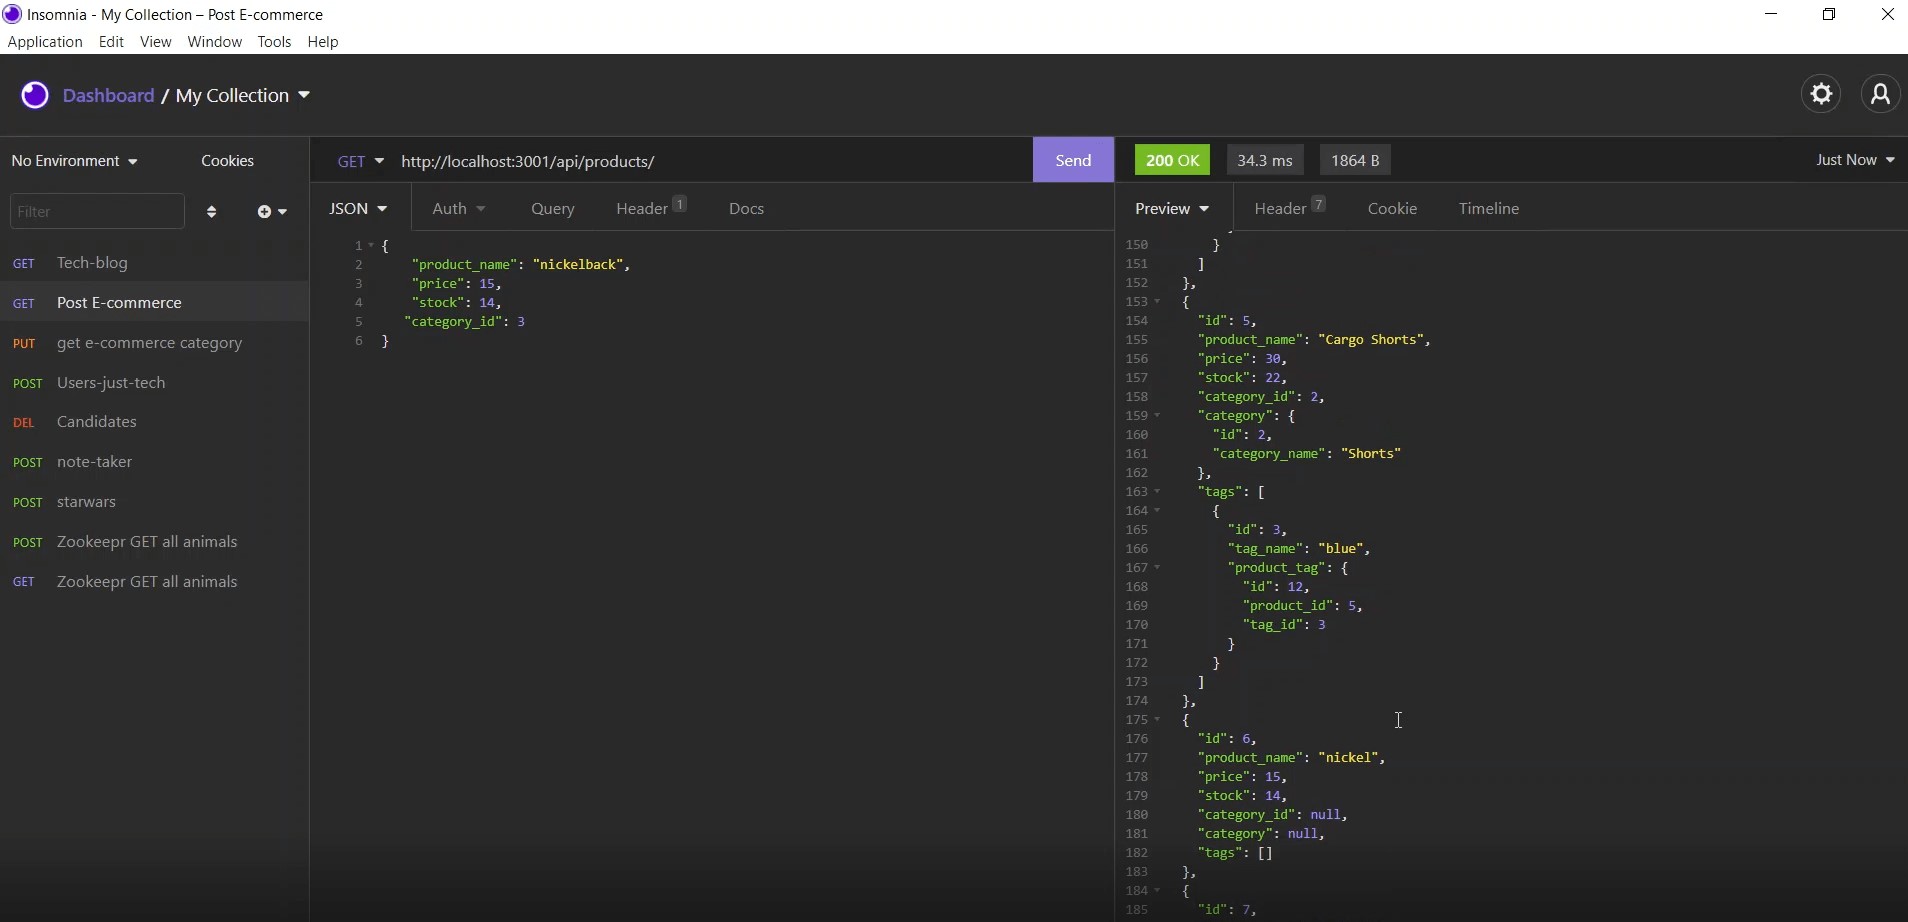 Insomnia - My Collection – Post E-commerce
Application Edit View Window Tools Help
Dashboard / My Collection
No Environment Cookies
Filter
GET Tech-blog
GET Post E-commerce
PUT get e-commerce category
POST Users-just-tech
DEL Candidates
POST note-taker
POST starwars
POST Zookeepr GET all animals
GET Zookeepr GET all animals
GET http://localhost:3001/api/products/ Send
JSON Auth Query Header 1 Docs
1 {
2 "product_name": "nickelback",
3 "price": 15,
4 "stock": 14,
5 "category_id": 3
6 }
200 OK 34.3 ms 1864 B Just Now
Preview Header 7 Cookie Timeline
150 }
151 ]
152 },
153 {
154 "id": 5,
155 "product_name": "Cargo Shorts",
156 "price": 30,
157 "stock": 22,
158 "category_id": 2,
159 "category": {
160 "id": 2,
161 "category_name": "Shorts"
162 },
163 "tags": [
164 {
165 "id": 3,
166 "tag_name": "blue",
167 "product_tag": {
168 "id": 12,
169 "product_id": 5,
170 "tag_id": 3
171 }
172 }
173 ]
174 },
175 {
176 "id": 6,
177 "product_name": "nickel",
178 "price": 15,
179 "stock": 14,
180 "category_id": null,
181 "category": null,
182 "tags": []
183 },
184 {
185 "id": 7,